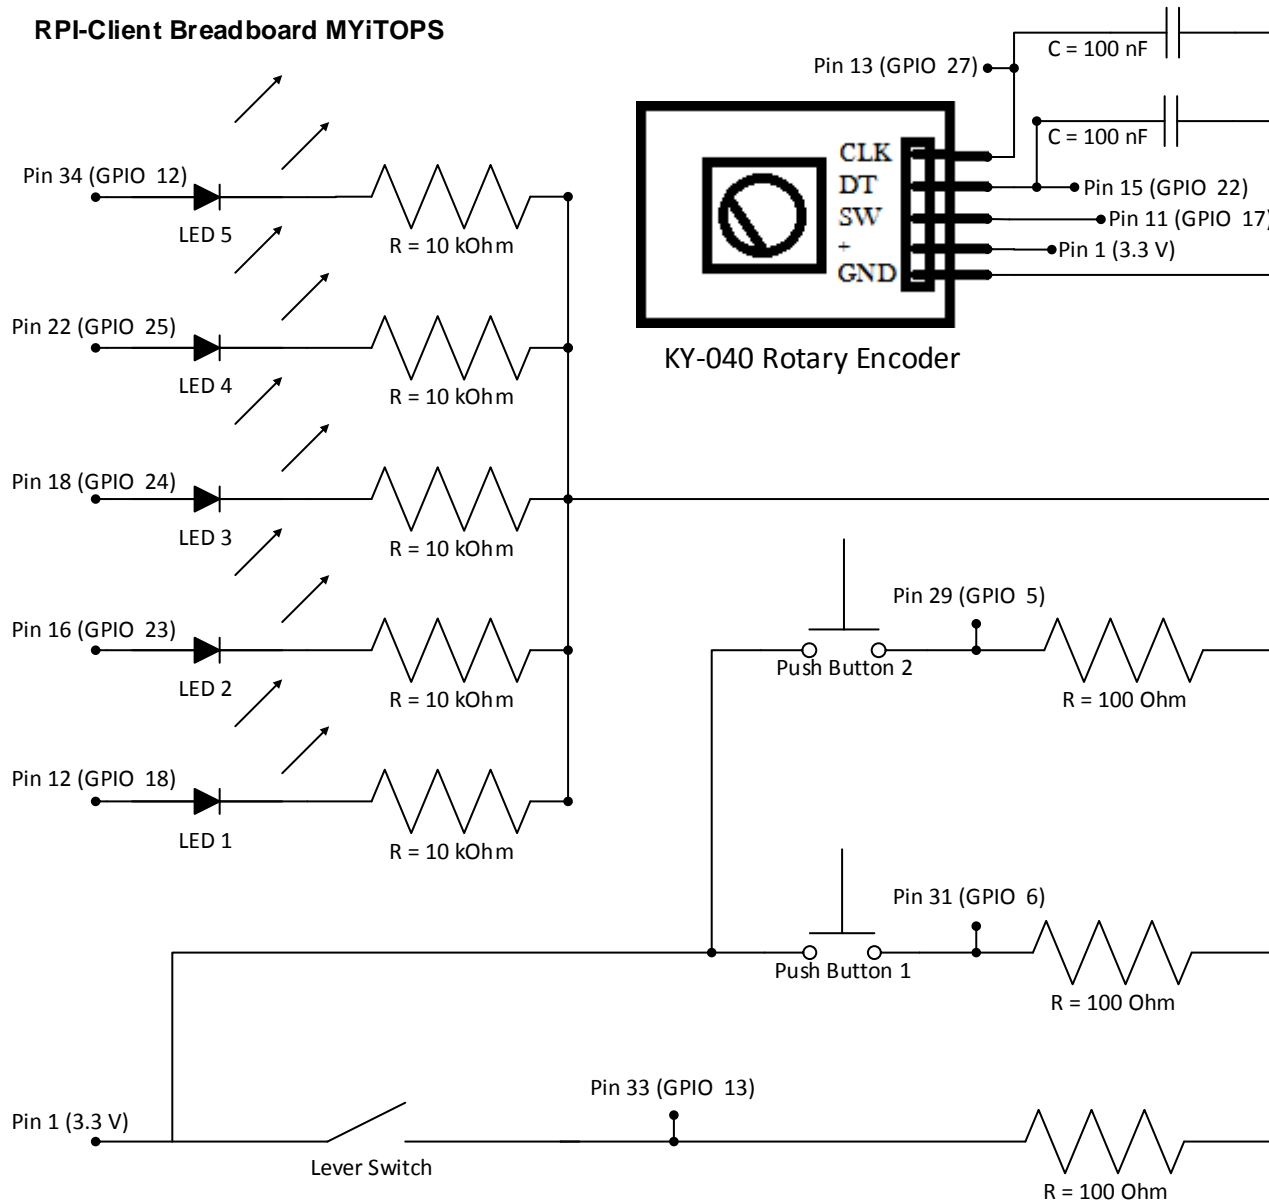 RPI-Client Breadboard MYiTOPS
C = 100 nF
Pin 13 (GPIO 27)
C = 100 nF
CLK
DT
SW
+
GND
Pin 15 (GPIO 22)
Pin 11 (GPIO 17)
Pin 1 (3.3 V)
KY-040 Rotary Encoder
Pin 34 (GPIO 12)
LED 5
R = 10 kOhm
Pin 22 (GPIO 25)
LED 4
R = 10 kOhm
Pin 18 (GPIO 24)
LED 3
R = 10 kOhm
Pin 16 (GPIO 23)
LED 2
R = 10 kOhm
Pin 12 (GPIO 18)
LED 1
R = 10 kOhm
Pin 29 (GPIO 5)
Push Button 2
R = 100 Ohm
Pin 31 (GPIO 6)
Push Button 1
R = 100 Ohm
Pin 1 (3.3 V)
Lever Switch
Pin 33 (GPIO 13)
R = 100 Ohm